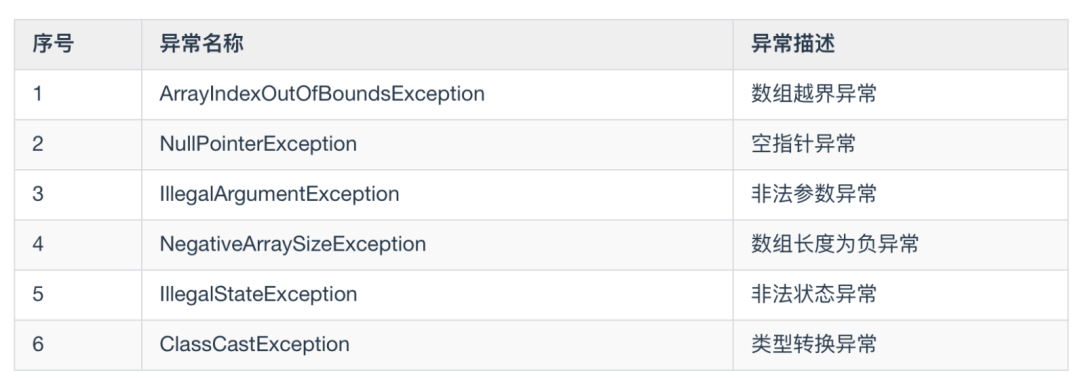 序号 异常名称 异常描述
1 ArrayIndexOutOfBoundsException 数组越界异常
2 NullPointerException 空指针异常
3 IllegalArgumentException 非法参数异常
4 NegativeArraySizeException 数组长度为负异常
5 IllegalStateException 非法状态异常
6 ClassCastException 类型转换异常